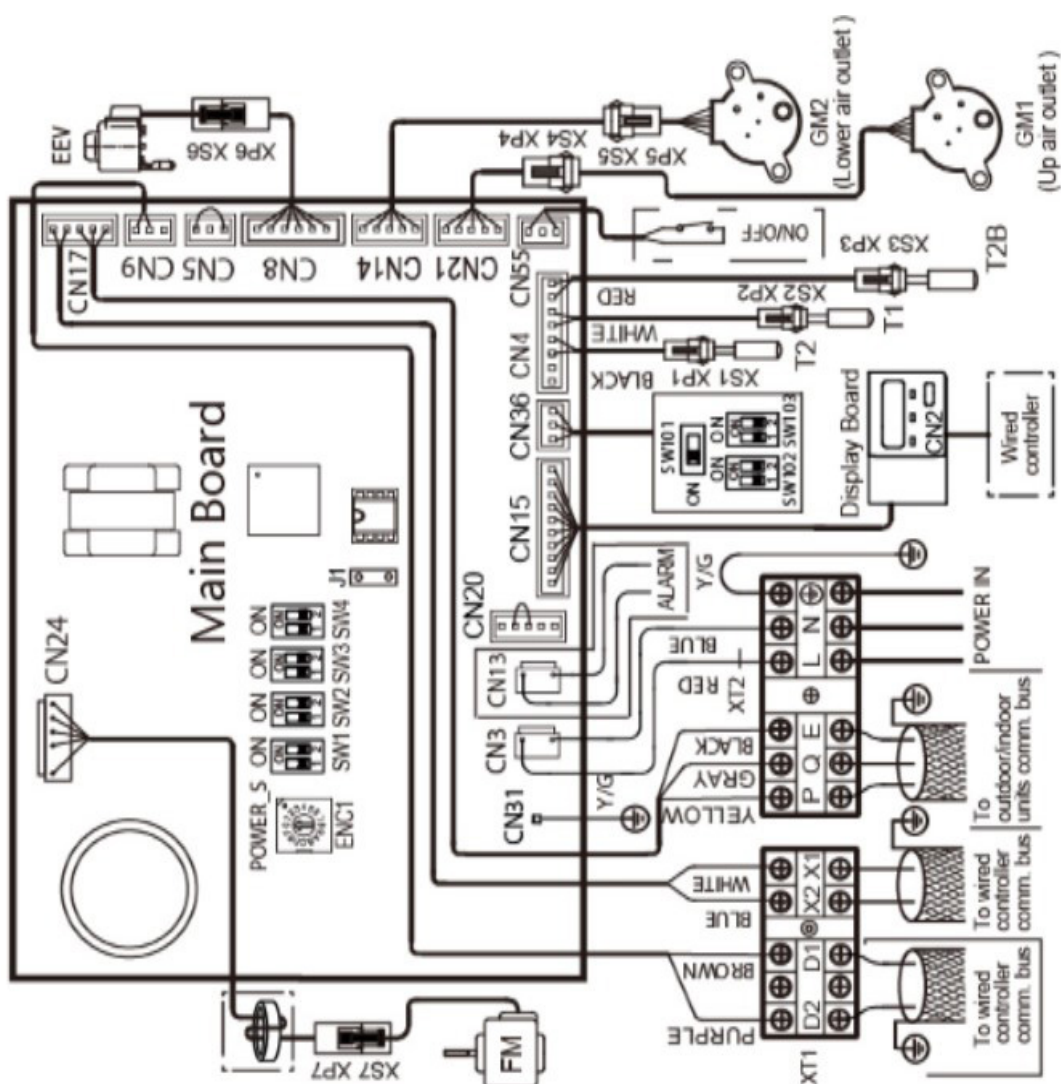 EEV
XP6 XS6
CN17
CN9
CN5
CN8
CN14
CN21
CN55
XS4 XP4
XP5 XS5
GM2
(Lower air outlet)
GM1
(Up air outlet)
ON/OFF
RED
WHITE
BLACK
CN4
XS3 XP3
T2B
XS2 XP2
T1
XS1 XP1
T2
CN36
SW101
ON
ON
SW103
ON
SW102
Display Board
CN2
Wired
controller
CN15
Main Board
J1
CN24
ON
ON
ON
ON
SW1
SW2
SW3
SW4
POWER_S
ENC1
CN20
CN13
ALARM
CN3
CN31
Y/G
Y/G
BLUE
RED
XT2
L N
POWER IN
BLACK
GRAY
YELLOW
P Q E
To
outdoor/indoor
units comm. bus
WHITE
BLUE
X2 X1
To wired
controller
comm. bus
BROWN
PURPLE
D2 D1
XT1
To wired
controller
comm. bus
XS7 XP7
FM